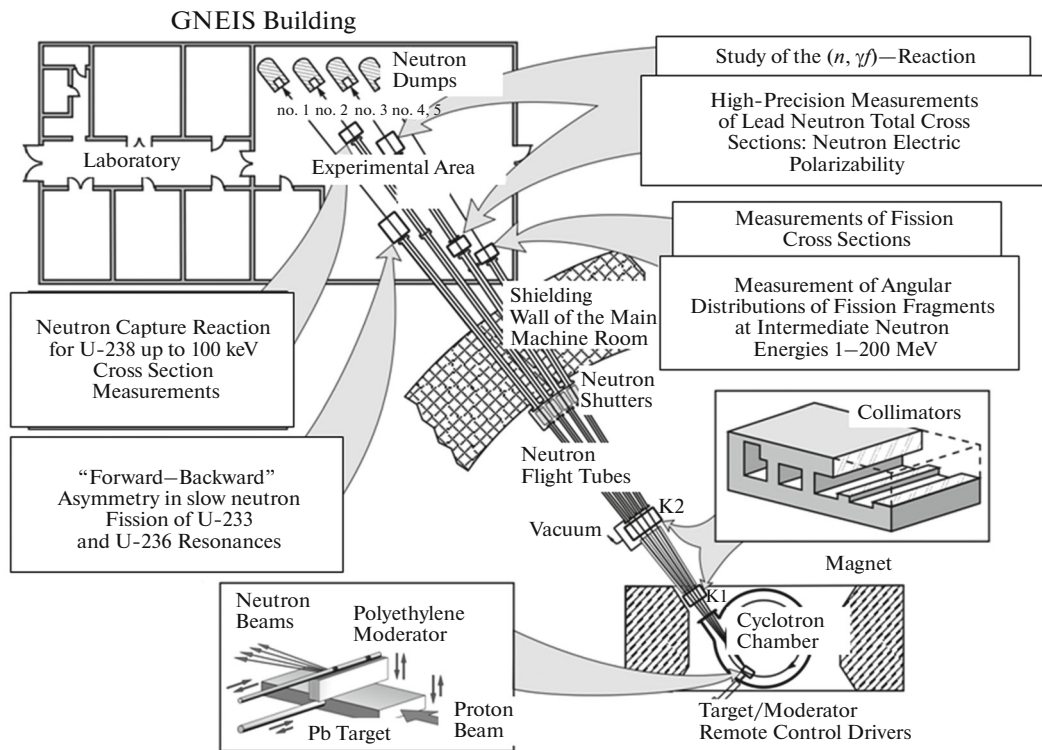 GNEIS Building
Neutron
Dumps
no. 1 no. 2 no. 3 no. 4, 5
Laboratory
Experimental Area
Study of the (n, γf)—Reaction
High-Precision Measurements
of Lead Neutron Total Cross
Sections: Neutron Electric
Polarizability
Measurements of Fission
Cross Sections
Measurement of Angular
Distributions of Fission Fragments
at Intermediate Neutron
Energies 1—200 MeV
Neutron Capture Reaction
for U-238 up to 100 keV
Cross Section
Measurements
Shielding
Wall of the Main
Machine Room
Neutron
Shutters
“Forward—Backward”
Asymmetry in slow neutron
Fission of U-233
and U-236 Resonances
Neutron
Flight Tubes
Collimators
K2
Vacuum
Magnet
K1
Cyclotron
Chamber
Neutron
Beams
Polyethylene
Moderator
Pb Target
Proton
Beam
Target/Moderator
Remote Control Drivers